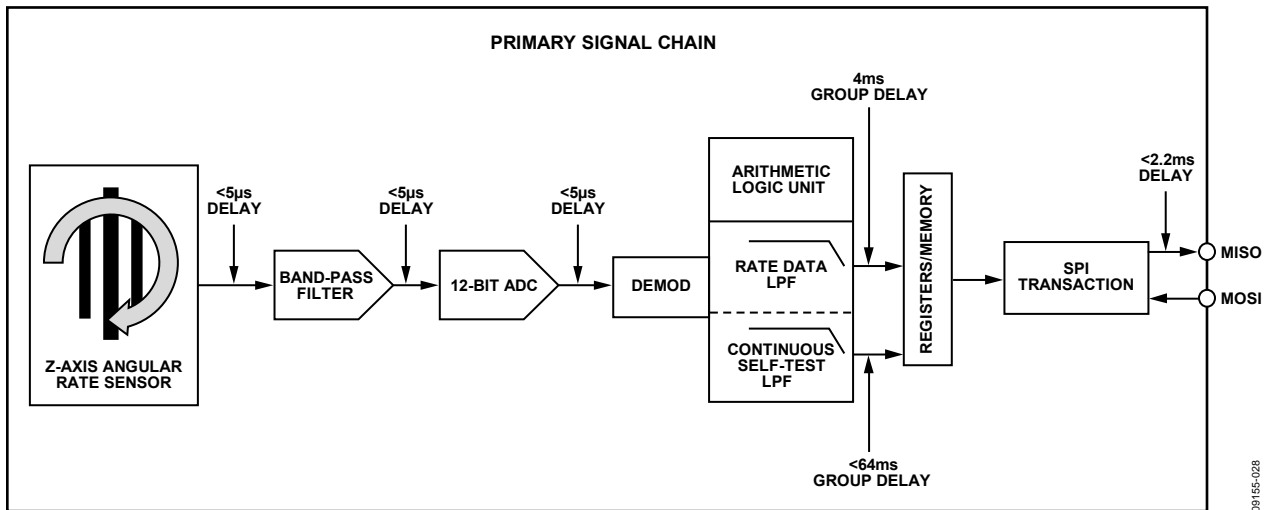 PRIMARY SIGNAL CHAIN
4ms
GROUP DELAY
<5µs
DELAY
<5µs
DELAY
<5µs
DELAY
<2.2ms
DELAY
Z-AXIS ANGULAR
RATE SENSOR
BAND-PASS
FILTER
12-BIT ADC
DEMOD
ARITHMETIC
LOGIC UNIT
RATE DATA
LPF
CONTINUOUS
SELF-TEST
LPF
REGISTERS/MEMORY
SPI
TRANSACTION
MISO
MOSI
<64ms
GROUP DELAY
09155-028